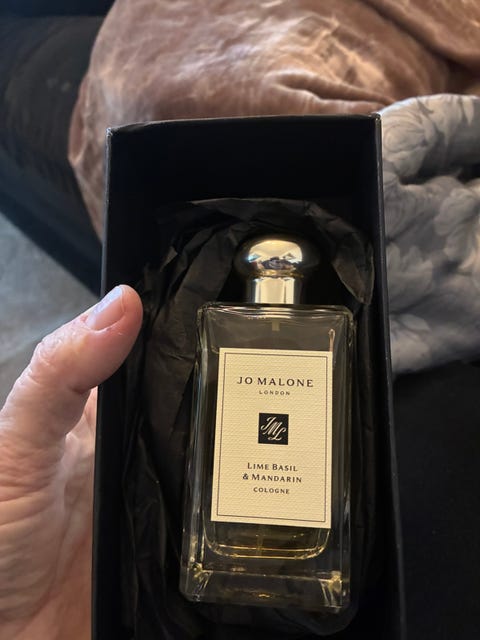 JO MALONE
LONDON
JML
LIME BASIL
& MANDARIN
COLOGNE